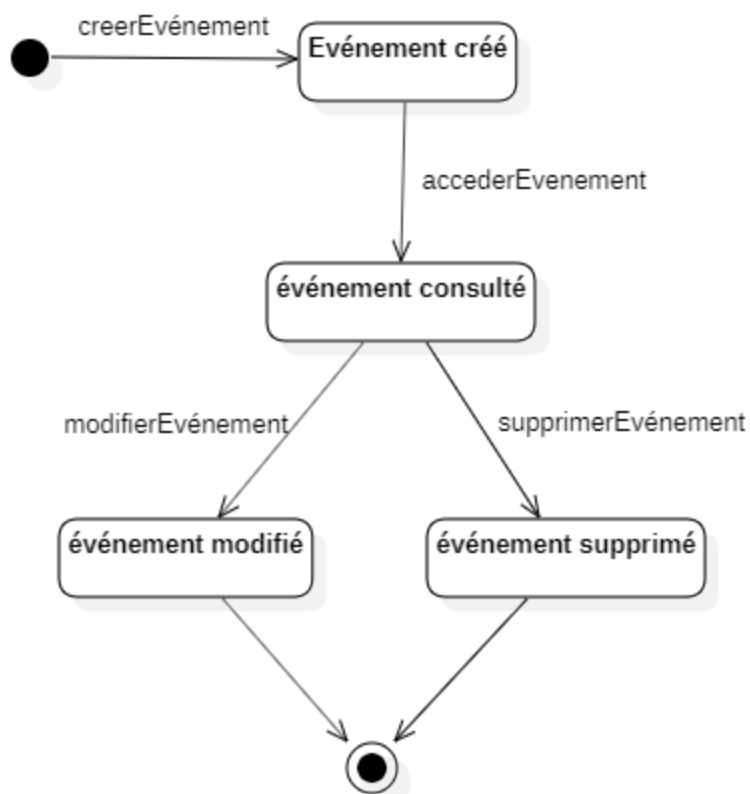 creerEvénement
Evénement créé
accederEvenement
événement consulté
modifierEvénement
supprimerEvénement
événement modifié
événement supprimé